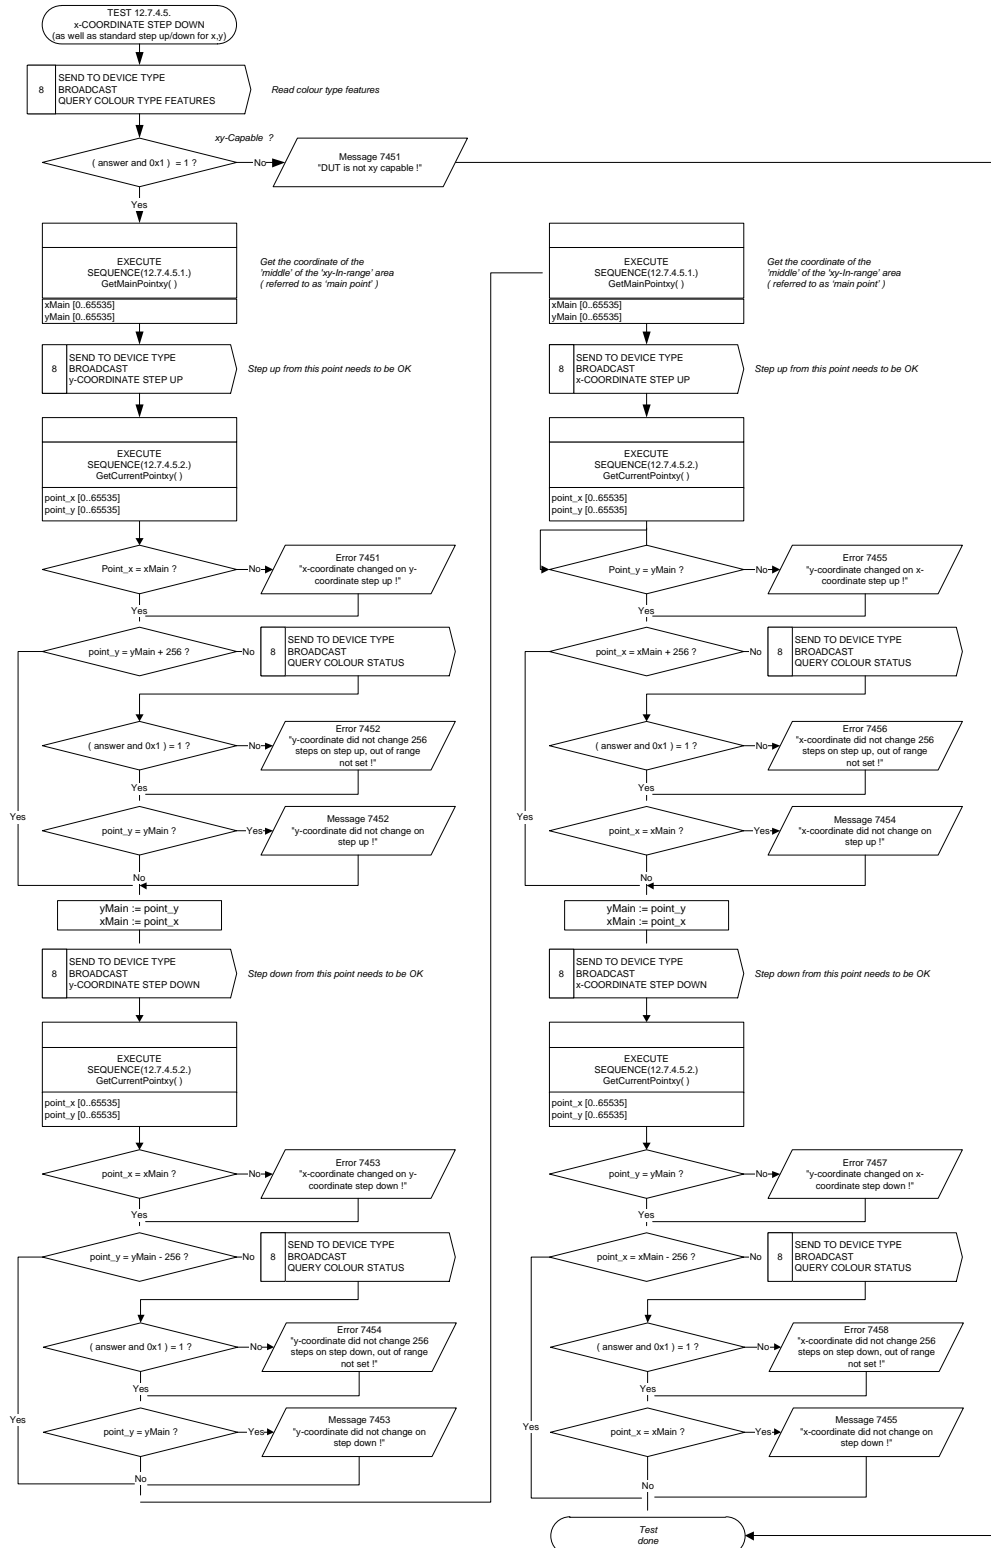 TEST 12.7.4.5.
x-COORDINATE STEP DOWN
(as well as standard step up/down for x,y)
8
SEND TO DEVICE TYPE
BROADCAST
QUERY COLOUR TYPE FEATURES
Read colour type features
xy-Capable ?
( answer and 0x1 ) = 1 ?
No
Message 7451
"DUT is not xy capable !"
Yes
EXECUTE
SEQUENCE(12.7.4.5.1.)
GetMainPointxy( )
xMain [0..65535]
yMain [0..65535]
Get the coordinate of the
'middle' of the 'xy-In-range' area
( referred to as 'main point' )
8
SEND TO DEVICE TYPE
BROADCAST
y-COORDINATE STEP UP
Step up from this point needs to be OK
EXECUTE
SEQUENCE(12.7.4.5.2.)
GetCurrentPointxy( )
point_x [0..65535]
point_y [0..65535]
Point_x = xMain ?
No
Error 7451
"x-coordinate changed on y-
coordinate step up !"
Yes
point_y = yMain + 256 ?
No
8
SEND TO DEVICE TYPE
BROADCAST
QUERY COLOUR STATUS
( answer and 0x1 ) = 1 ?
No
Error 7452
"y-coordinate did not change 256
steps on step up, out of range
not set !"
Yes
Yes
point_y = yMain ?
Yes
Message 7452
"y-coordinate did not change on
step up !"
No
yMain := point_y
xMain := point_x
8
SEND TO DEVICE TYPE
BROADCAST
y-COORDINATE STEP DOWN
Step down from this point needs to be OK
EXECUTE
SEQUENCE(12.7.4.5.2.)
GetCurrentPointxy( )
point_x [0..65535]
point_y [0..65535]
point_x = xMain ?
No
Error 7453
"x-coordinate changed on y-
coordinate step down !"
Yes
point_y = yMain - 256 ?
No
8
SEND TO DEVICE TYPE
BROADCAST
QUERY COLOUR STATUS
( answer and 0x1 ) = 1 ?
No
Error 7454
"y-coordinate did not change 256
steps on step down, out of range
not set !"
Yes
Yes
point_y = yMain ?
Yes
Message 7453
"y-coordinate did not change on
step down !"
No
EXECUTE
SEQUENCE(12.7.4.5.1.)
GetMainPointxy( )
xMain [0..65535]
yMain [0..65535]
Get the coordinate of the
'middle' of the 'xy-In-range' area
( referred to as 'main point' )
8
SEND TO DEVICE TYPE
BROADCAST
x-COORDINATE STEP UP
Step up from this point needs to be OK
EXECUTE
SEQUENCE(12.7.4.5.2.)
GetCurrentPointxy( )
point_x [0..65535]
point_y [0..65535]
Point_y = yMain ?
No
Error 7455
"y-coordinate changed on x-
coordinate step up !"
Yes
point_x = xMain + 256 ?
No
8
SEND TO DEVICE TYPE
BROADCAST
QUERY COLOUR STATUS
( answer and 0x1 ) = 1 ?
No
Error 7456
"x-coordinate did not change 256
steps on step up, out of range
not set !"
Yes
Yes
point_x = xMain ?
Yes
Message 7454
"x-coordinate did not change on
step up !"
No
yMain := point_y
xMain := point_x
8
SEND TO DEVICE TYPE
BROADCAST
x-COORDINATE STEP DOWN
Step down from this point needs to be OK
EXECUTE
SEQUENCE(12.7.4.5.2.)
GetCurrentPointxy( )
point_x [0..65535]
point_y [0..65535]
point_y = yMain ?
No
Error 7457
"y-coordinate changed on x-
coordinate step down !"
Yes
point_x = xMain - 256 ?
No
8
SEND TO DEVICE TYPE
BROADCAST
QUERY COLOUR STATUS
( answer and 0x1 ) = 1 ?
No
Error 7458
"x-coordinate did not change 256
steps on step down, out of range
not set !"
Yes
Yes
point_x = xMain ?
Yes
Message 7455
"x-coordinate did not change on
step down !"
No
Test
done